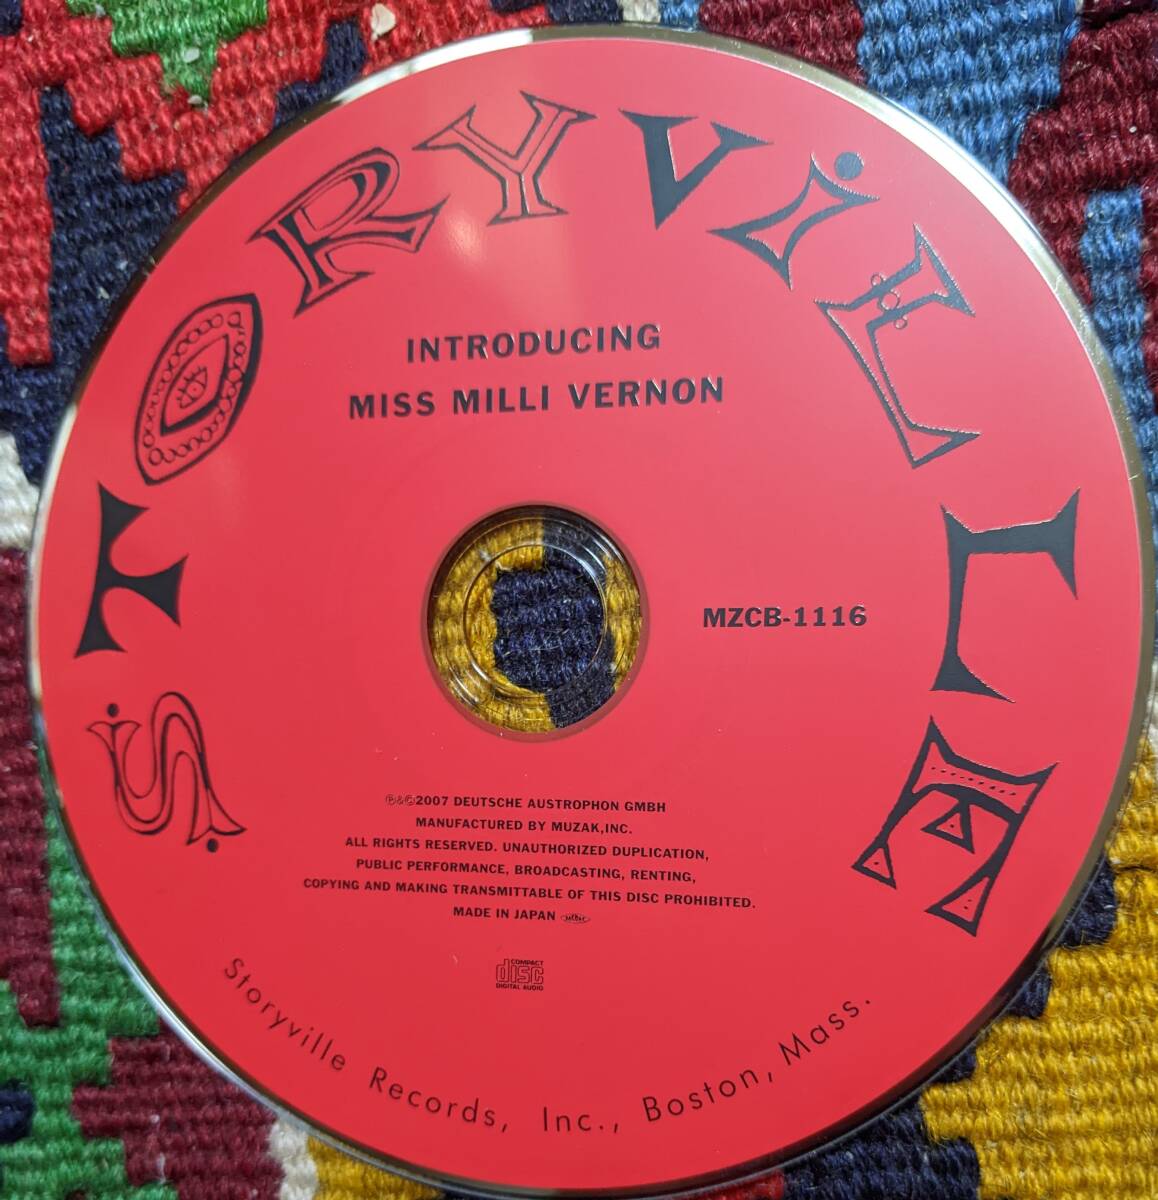 STORYViLLE
INTRODUCING
MISS MILLI VERNON
MZCB-1116
℗&©2007 DEUTSCHE AUSTROPHON GMBH
MANUFACTURED BY MUZAK,INC.
ALL RIGHTS RESERVED. UNAUTHORIZED DUPLICATION,
PUBLIC PERFORMANCE, BROADCASTING, RENTING,
COPYING AND MAKING TRANSMITTABLE OF THIS DISC PROHIBITED.
MADE IN JAPAN
COMPACT
disc
DIGITAL AUDIO
Storyville Records, Inc., Boston, Mass.